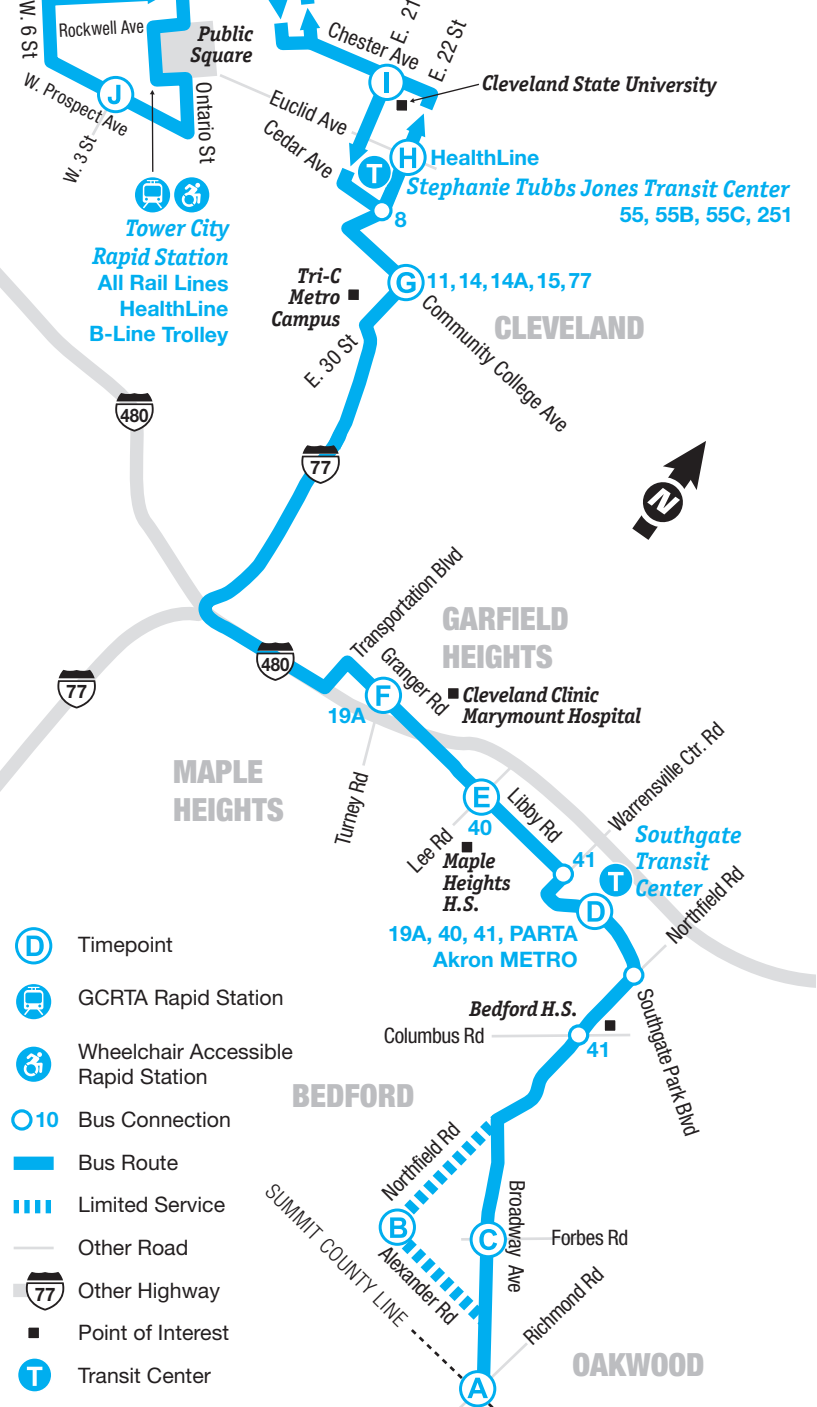 W. 6 St
Rockwell Ave
Public
Square
Chester Ave
E. 21
E. 22 St
I
Cleveland State University
J
W. Prospect Ave
Ontario St
W. 3 St
Euclid Ave
Cedar Ave
T
H
HealthLine
Stephanie Tubbs Jones Transit Center
55, 55B, 55C, 251
8
Tower City
Rapid Station
All Rail Lines
HealthLine
B-Line Trolley
Tri-C
Metro
Campus
G
11, 14, 14A, 15, 77
Community College Ave
CLEVELAND
E. 30 St
480
77
N
Transportation Blvd
GARFIELD
HEIGHTS
480
77
Granger Rd
F
19A
Cleveland Clinic
Marymount Hospital
MAPLE
HEIGHTS
Turney Rd
Warrensville Ctr. Rd
E
40
Libby Rd
Lee Rd
Maple
Heights
H.S.
41
Southgate
Transit
Center
T
D
Northfield Rd
19A, 40, 41, PARTA
Akron METRO
Bedford H.S.
Columbus Rd
41
Southgate Park Blvd
BEDFORD
Northfield Rd
SUMMIT COUNTY LINE
B
Alexander Rd
C
Broadway Ave
Forbes Rd
Richmond Rd
OAKWOOD
A
D Timepoint
GCRTA Rapid Station
Wheelchair Accessible
Rapid Station
10 Bus Connection
Bus Route
Limited Service
Other Road
77 Other Highway
Point of Interest
T Transit Center